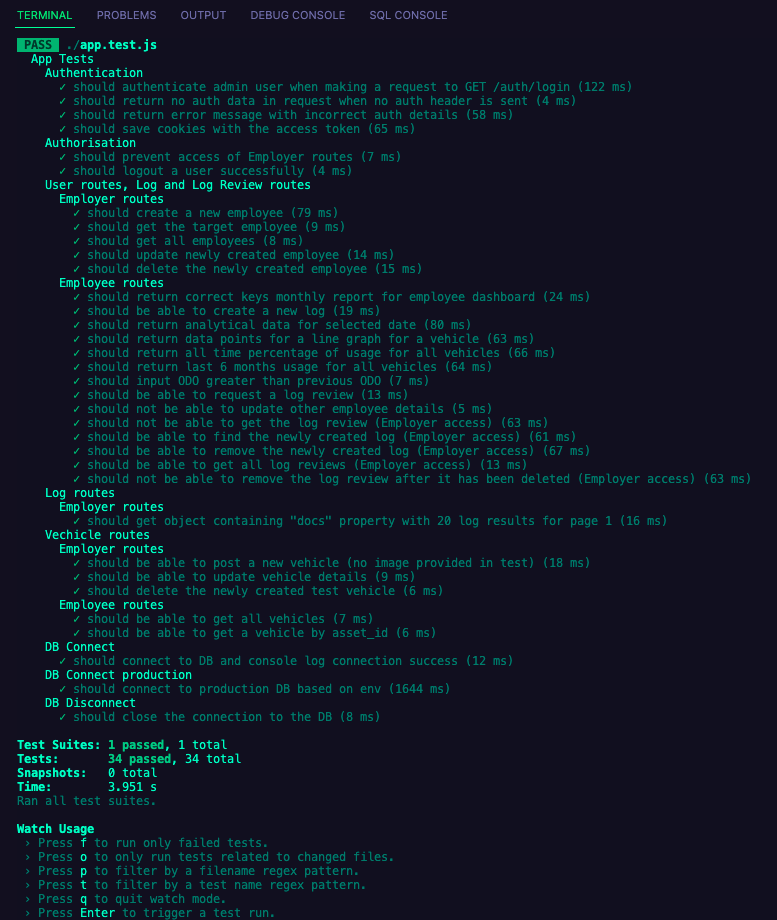 TERMINAL PROBLEMS OUTPUT DEBUG CONSOLE SQL CONSOLE
PASS ./app.test.js
App Tests
Authentication
✓ should authenticate admin user when making a request to GET /auth/login (122 ms)
✓ should return no auth data in request when no auth header is sent (4 ms)
✓ should return error message with incorrect auth details (58 ms)
✓ should save cookies with the access token (65 ms)
Authorisation
✓ should prevent access of Employer routes (7 ms)
✓ should logout a user successfully (4 ms)
User routes, Log and Log Review routes
Employer routes
✓ should create a new employee (79 ms)
✓ should get the target employee (9 ms)
✓ should get all employees (8 ms)
✓ should update newly created employee (14 ms)
✓ should delete the newly created employee (15 ms)
Employee routes
✓ should return correct keys monthly report for employee dashboard (24 ms)
✓ should be able to create a new log (19 ms)
✓ should return analytical data for selected date (80 ms)
✓ should return data points for a line graph for a vehicle (63 ms)
✓ should return all time percentage of usage for all vehicles (66 ms)
✓ should return last 6 months usage for all vehicles (64 ms)
✓ should input ODO greater than previous ODO (7 ms)
✓ should be able to request a log review (13 ms)
✓ should not be able to update other employee details (5 ms)
✓ should not be able to get the log review (Employer access) (63 ms)
✓ should be able to find the newly created log (Employer access) (61 ms)
✓ should be able to remove the newly created log (Employer access) (67 ms)
✓ should be able to get all log reviews (Employer access) (13 ms)
✓ should not be able to remove the log review after it has been deleted (Employer access) (63 ms)
Log routes
Employer routes
✓ should get object containing "docs" property with 20 log results for page 1 (16 ms)
Vechicle routes
Employer routes
✓ should be able to post a new vehicle (no image provided in test) (18 ms)
✓ should be able to update vehicle details (9 ms)
✓ should delete the newly created test vehicle (6 ms)
Employee routes
✓ should be able to get all vehicles (7 ms)
✓ should be able to get a vehicle by asset_id (6 ms)
DB Connect
✓ should connect to DB and console log connection success (12 ms)
DB Connect production
✓ should connect to production DB based on env (1644 ms)
DB Disconnect
✓ should close the connection to the DB (8 ms)
Test Suites: 1 passed, 1 total
Tests: 34 passed, 34 total
Snapshots: 0 total
Time: 3.951 s
Ran all test suites.
Watch Usage
› Press f to run only failed tests.
› Press o to only run tests related to changed files.
› Press p to filter by a filename regex pattern.
› Press t to filter by a test name regex pattern.
› Press q to quit watch mode.
› Press Enter to trigger a test run.